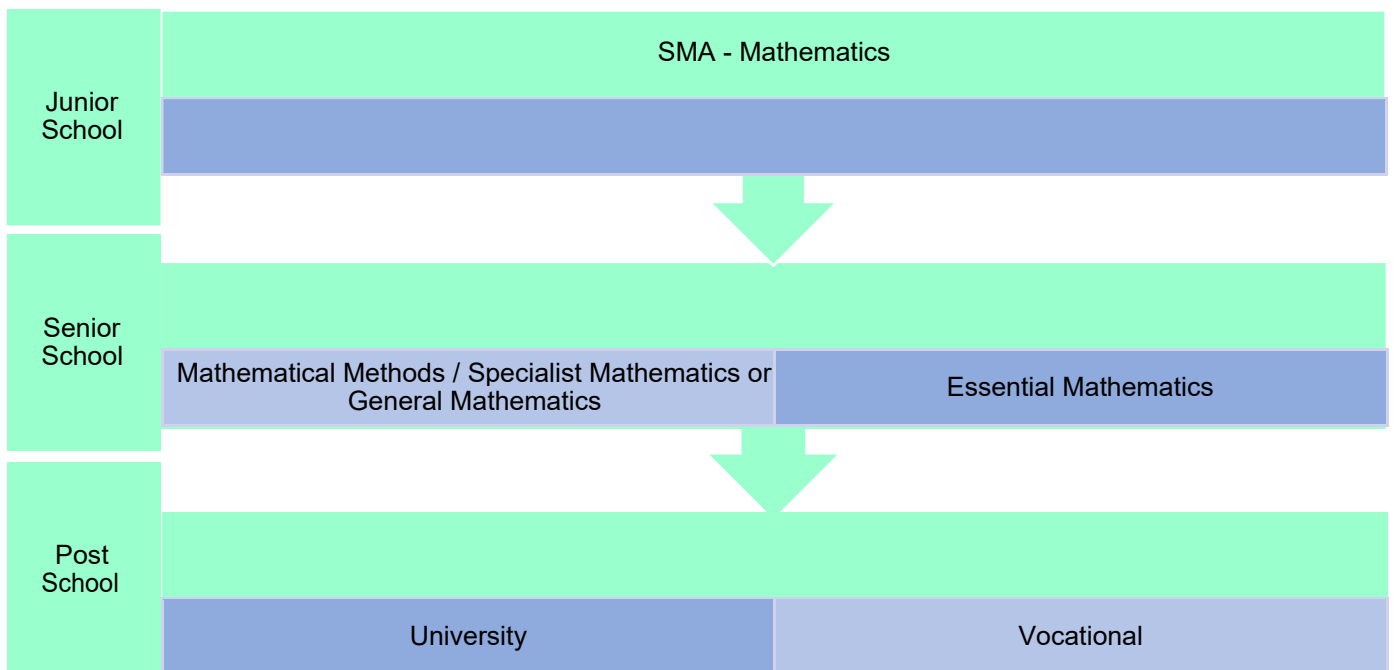 SMA - Mathematics
Junior
School
Senior
School
Mathematical Methods / Specialist Mathematics or
General Mathematics
Essential Mathematics
Post
School
University
Vocational